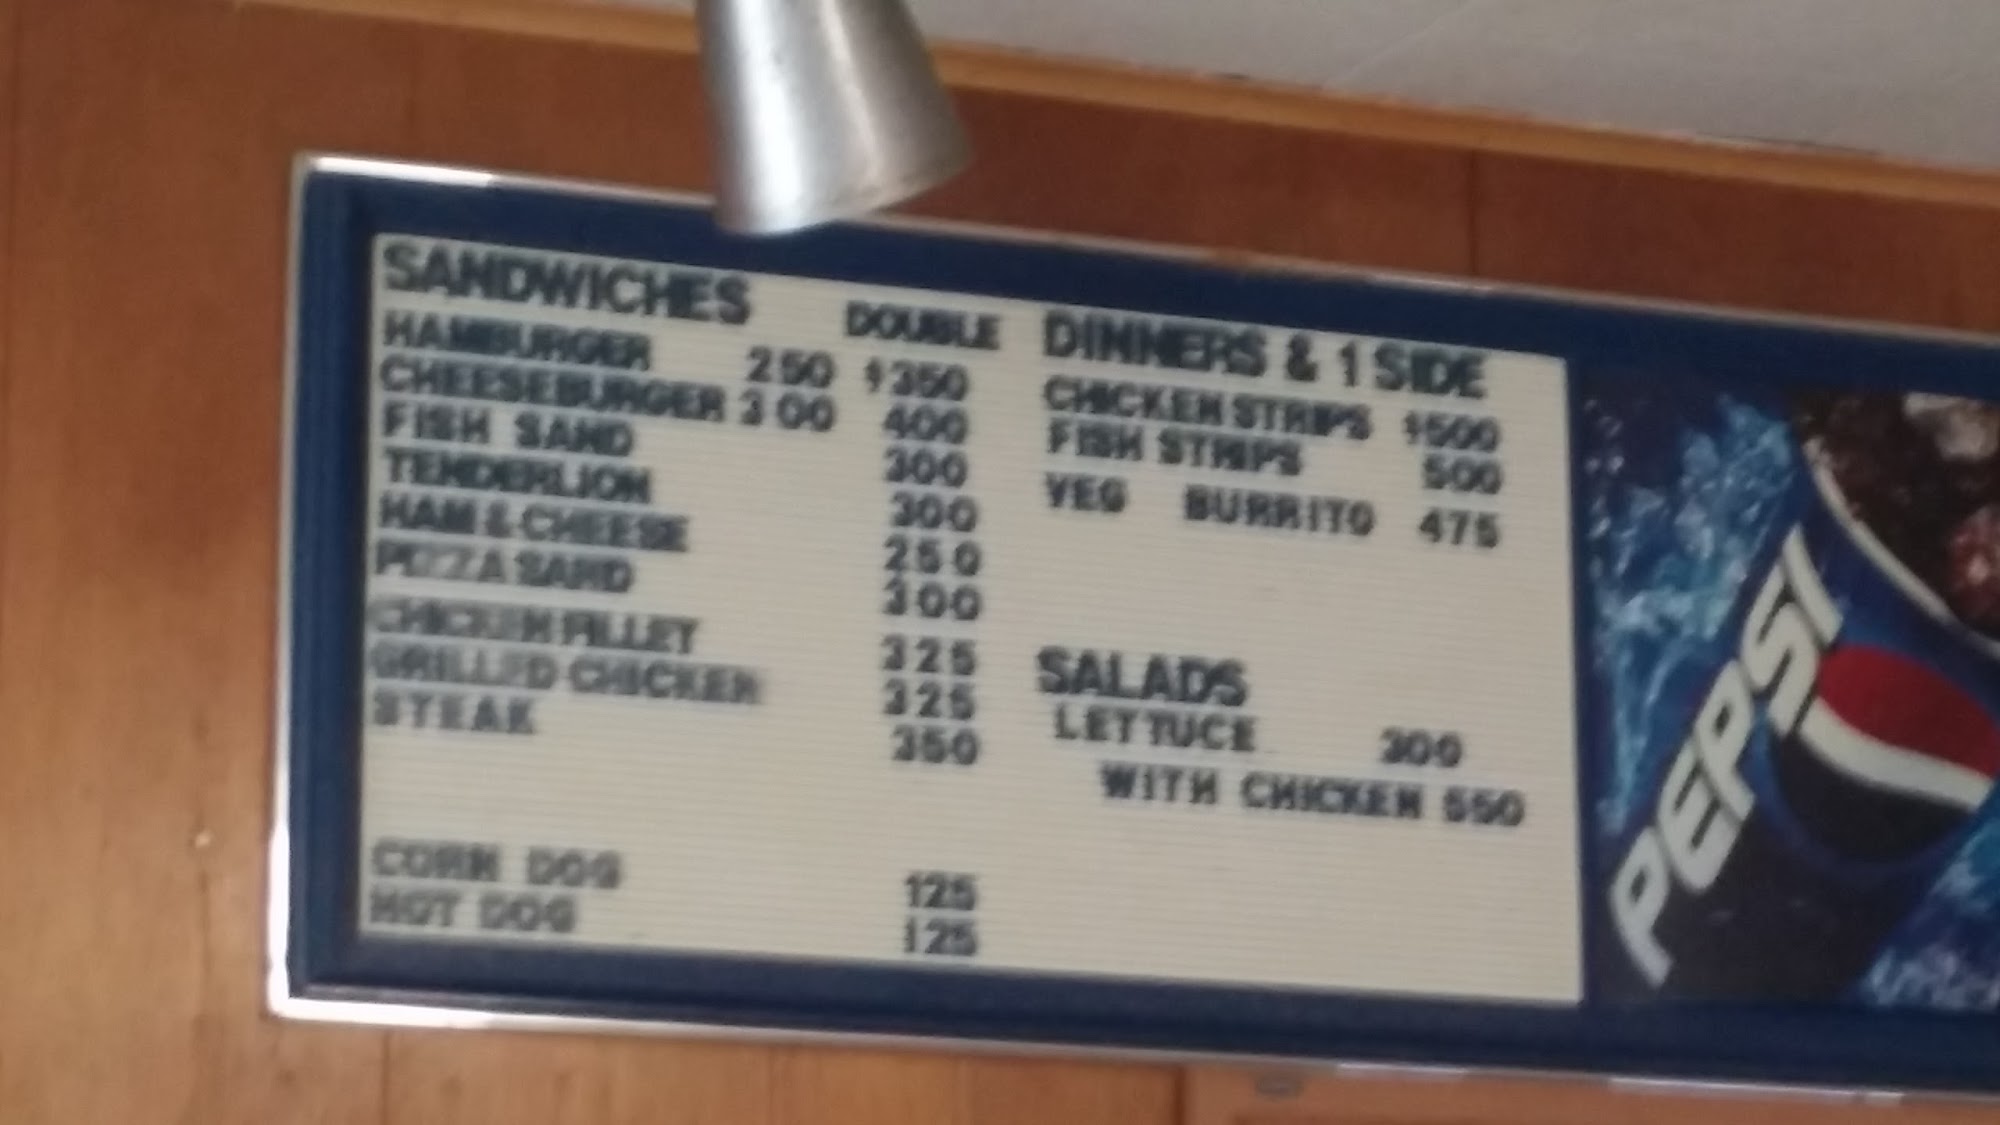 SANDWICHES DOUBLE
HAMBURGER 250 $350
CHEESEBURGER 300 400
FISH SAND 300
TENDERLION 300
HAM & CHEESE 250
PIZZA SAND 300
CHICKEN FILLET 325
GRILLED CHICKEN 325
STEAK 350
CORN DOG 125
HOT DOG 125
DINNERS & 1 SIDE
CHICKEN STRIPS $500
FISH STRIPS 500
VEG BURRITO 475
SALADS
LETTUCE 300
WITH CHICKEN 550
PEPSI